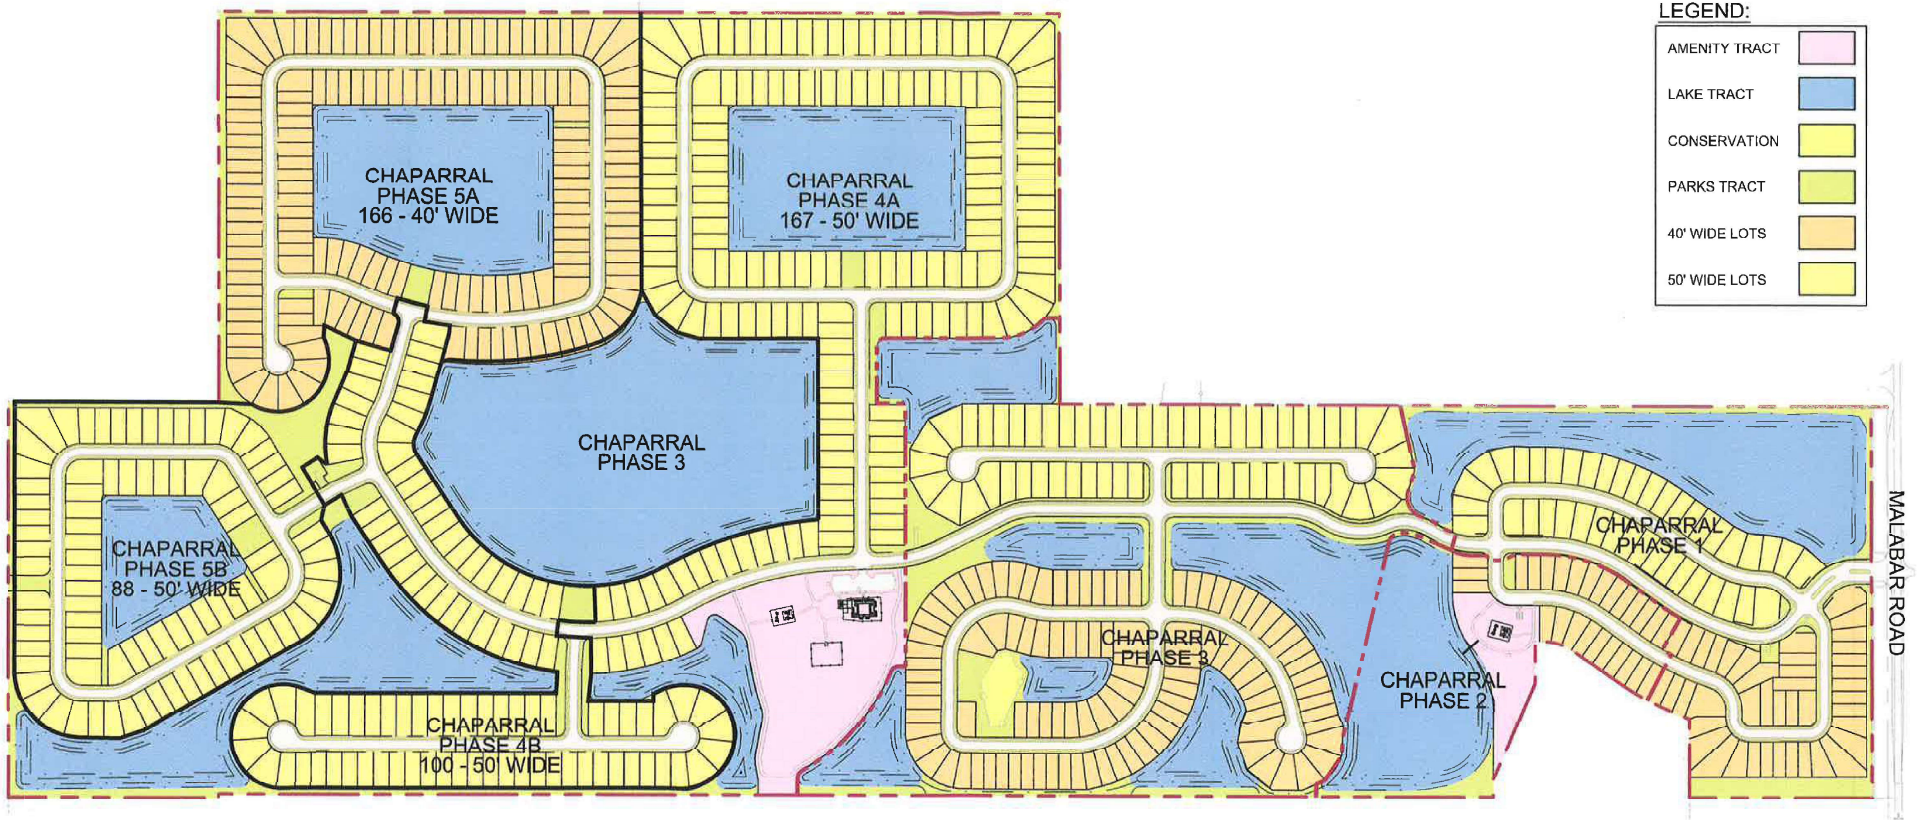 LEGEND:
AMENITY TRACT
LAKE TRACT
CONSERVATION
PARKS TRACT
40' WIDE LOTS
50' WIDE LOTS
CHAPARRAL
PHASE 5A
166 - 40' WIDE
CHAPARRAL
PHASE 4A
167 - 50' WIDE
CHAPARRAL
PHASE 3
CHAPARRAL
PHASE 5B
88 - 50' WIDE
CHAPARRAL
PHASE 4B
100 - 50' WIDE
CHAPARRAL
PHASE 3
CHAPARRAL
PHASE 2
CHAPARRAL
PHASE 1
MALABAR ROAD